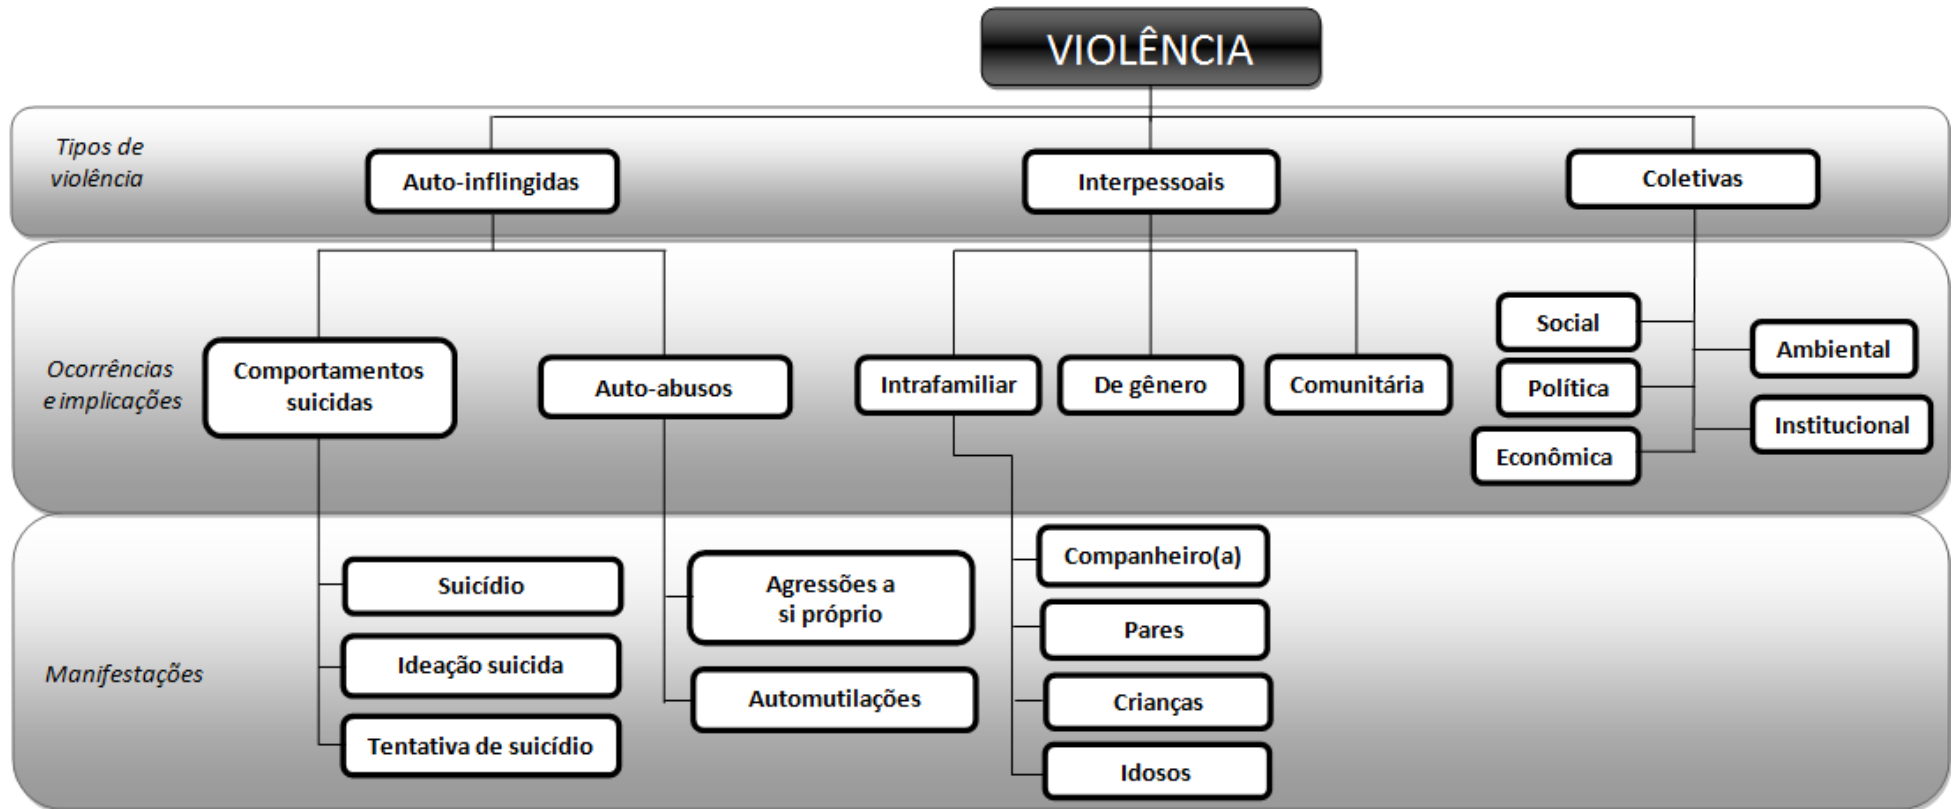 VIOLÊNCIA
Tipos de
violência
Auto-inflingidas
Interpessoais
Coletivas
Ocorrências
e implicações
Comportamentos
suicidas
Auto-abusos
Intrafamiliar
De gênero
Comunitária
Social
Política
Econômica
Ambiental
Institucional
Manifestações
Suicídio
Ideação suicida
Tentativa de suicídio
Agressões a
si próprio
Automutilações
Companheiro(a)
Pares
Crianças
Idosos